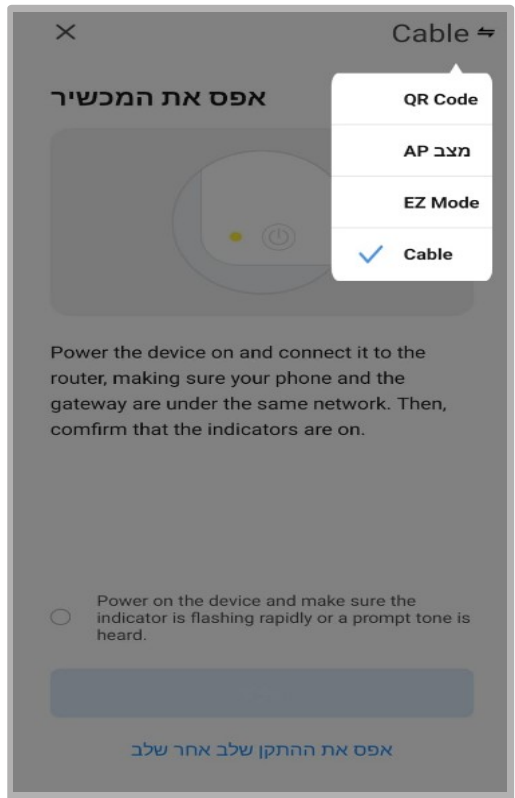 Cable
אפס את המכשיר
QR Code
מצב AP
EZ Mode
Cable
Power the device on and connect it to the
router, making sure your phone and the
gateway are under the same network. Then,
comfirm that the indicators are on.
Power on the device and make sure the
indicator is flashing rapidly or a prompt tone is
heard.
אפס את ההתקן שלב אחר שלב